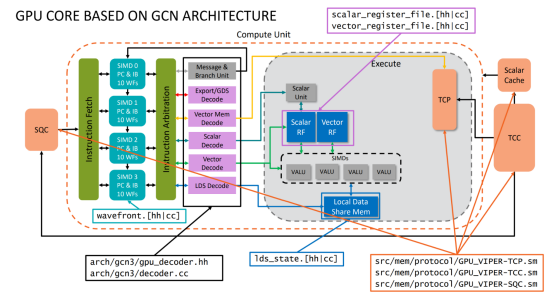 GPU CORE BASED ON GCN ARCHITECTURE
scalar_register_file.[hh|cc]
vector_register_file.[hh|cc]
Compute Unit
SQC
Instruction Fetch
SIMD 0
PC & IB
10 WFs
SIMD 1
PC & IB
10 WFs
SIMD 2
PC & IB
10 WFs
SIMD 3
PC & IB
10 WFs
Instruction Arbitration
Message &
Branch Unit
Export/GDS
Decode
Vector Mem
Decode
Scalar
Decode
Vector
Decode
LDS Decode
Execute
Scalar
Unit
Scalar
RF
Vector
RF
SIMDs
VALU
VALU
VALU
VALU
Local Data
Share Mem
TCP
Scalar
Cache
TCC
wavefront.[hh|cc]
arch/gcn3/gpu_decoder.hh
arch/gcn3/decoder.cc
lds_state.[hh|cc]
src/mem/protocol/GPU_VIPER-TCP.sm
src/mem/protocol/GPU_VIPER-TCC.sm
src/mem/protocol/GPU_VIPER-SQC.sm